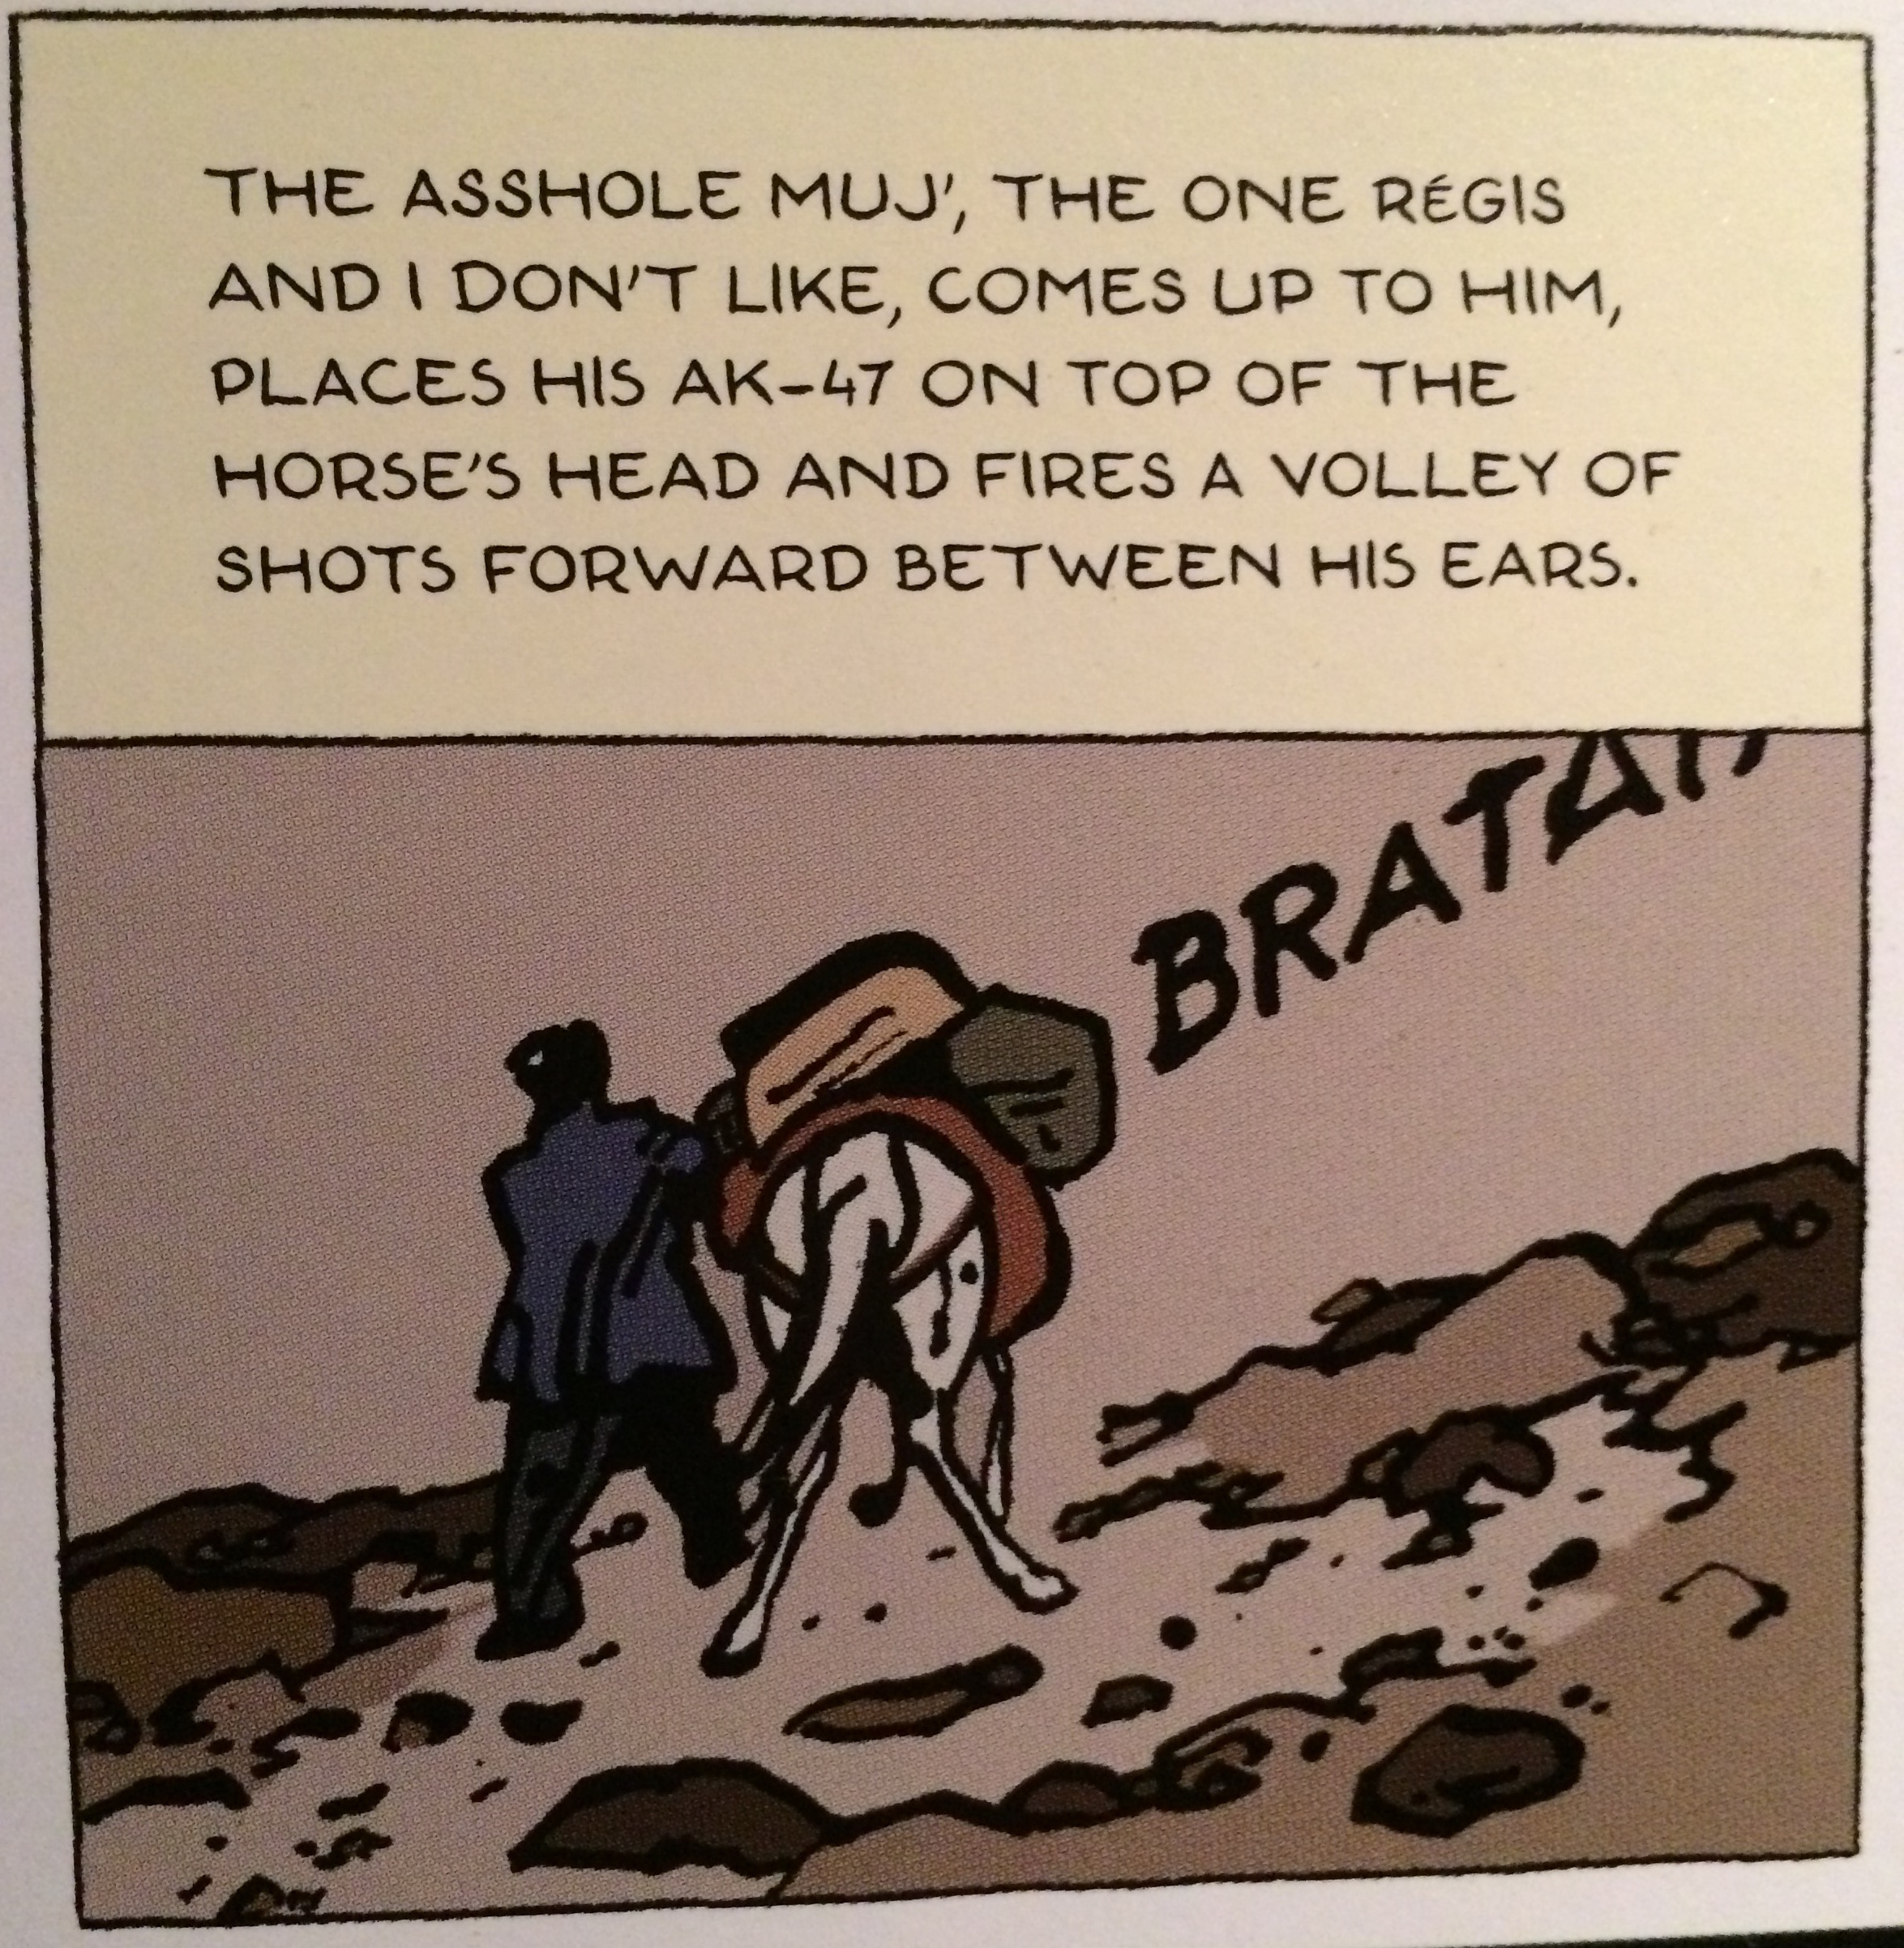 THE ASSHOLE MUJ', THE ONE RÉGIS
AND I DON'T LIKE, COMES UP TO HIM,
PLACES HIS AK-47 ON TOP OF THE
HORSE'S HEAD AND FIRES A VOLLEY OF
SHOTS FORWARD BETWEEN HIS EARS.